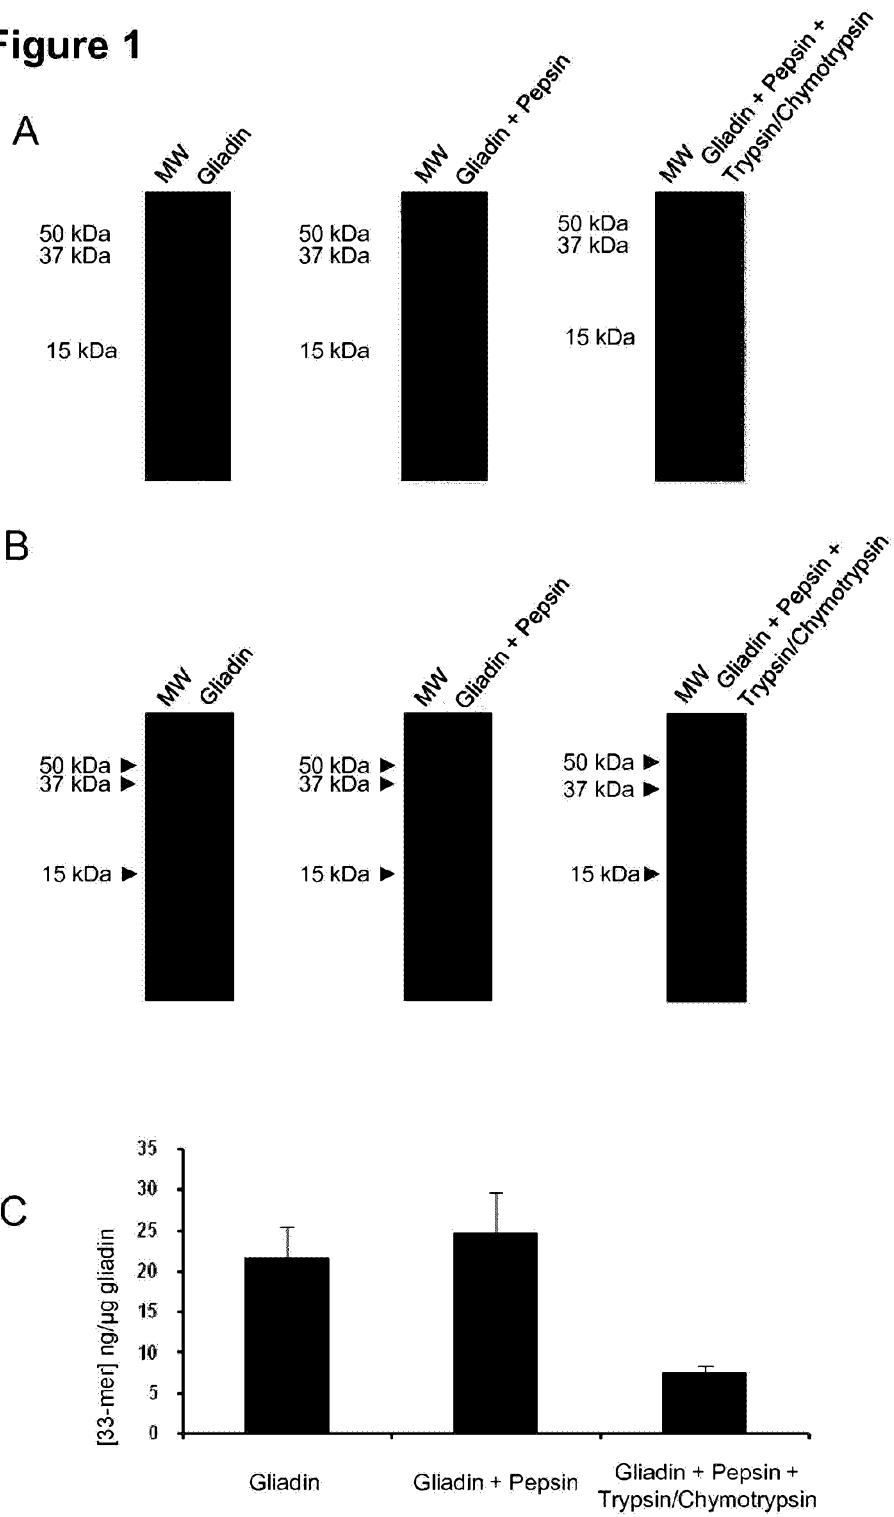 Figure 1
A
MW
Gliadin
MW
Gliadin + Pepsin
MW
Gliadin + Pepsin +
Trypsin/Chymotrypsin
50 kDa
37 kDa
15 kDa
50 kDa
37 kDa
15 kDa
50 kDa
37 kDa
15 kDa
B
MW
Gliadin
MW
Gliadin + Pepsin
MW
Gliadin + Pepsin +
Trypsin/Chymotrypsin
50 kDa
37 kDa
15 kDa
50 kDa
37 kDa
15 kDa
50 kDa
37 kDa
15 kDa
C
[33-mer] ng/µg gliadin
35
30
25
20
15
10
5
0
Gliadin
Gliadin + Pepsin
Gliadin + Pepsin +
Trypsin/Chymotrypsin